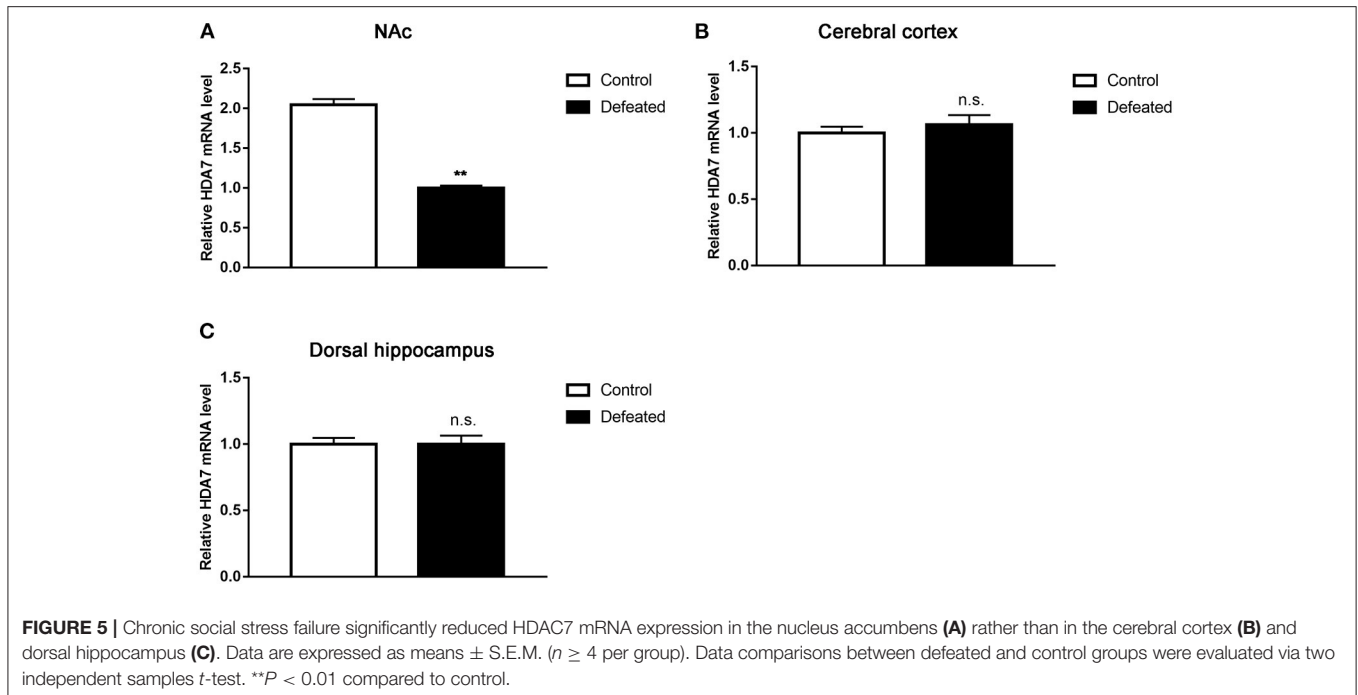 A
NAc
Relative HDA7 mRNA level
2.5
2.0
1.5
1.0
0.5
0.0
**
Control
Defeated
B
Cerebral cortex
Relative HDA7 mRNA level
1.5
1.0
0.5
0.0
n.s.
Control
Defeated
C
Dorsal hippocampus
Relative HDA7 mRNA level
1.5
1.0
0.5
0.0
n.s.
Control
Defeated
FIGURE 5 | Chronic social stress failure significantly reduced HDAC7 mRNA expression in the nucleus accumbens (A) rather than in the cerebral cortex (B) and
dorsal hippocampus (C). Data are expressed as means ± S.E.M. (n ≥ 4 per group). Data comparisons between defeated and control groups were evaluated via two
independent samples t-test. **P < 0.01 compared to control.